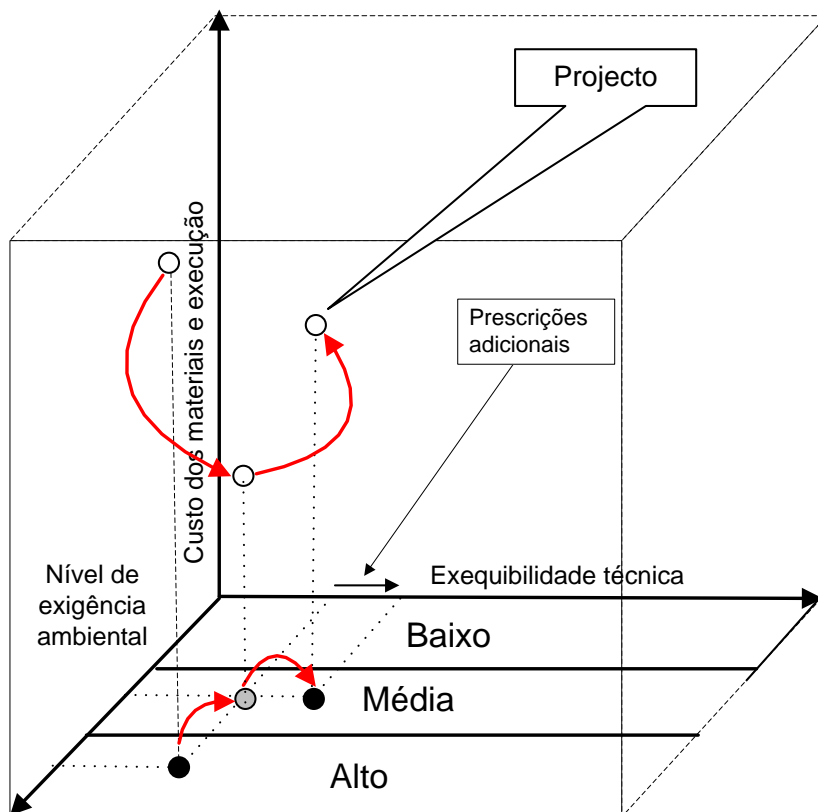 Projecto
Custo dos materiais e execução
Prescrições
adicionais
Nível de
exigência
ambiental
Exequibilidade técnica
Baixo
Média
Alto